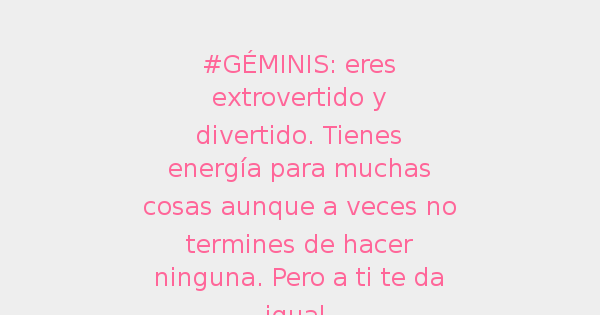 #GÉMINIS: eres
extrovertido y
divertido. Tienes
energía para muchas
cosas aunque a veces no
termines de hacer
ninguna. Pero a ti te da
igual